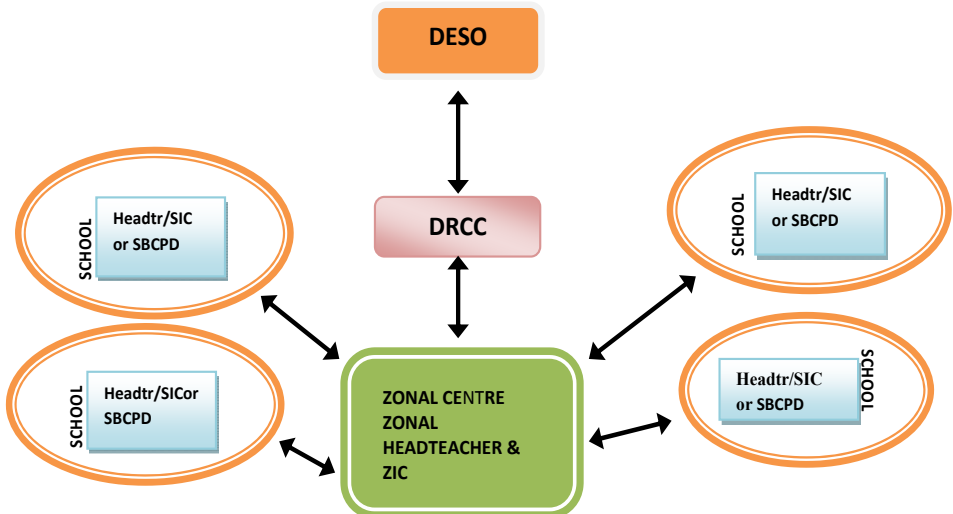 DESO
DRCC
SCHOOL
Headtr/SIC
or SBCPD
SCHOOL
Headtr/SIC
or SBCPD
SCHOOL
Headtr/SICor
SBCPD
Headtr/SIC
or SBCPD
SCHOOL
ZONAL CENTRE
ZONAL
HEADTEACHER &
ZIC